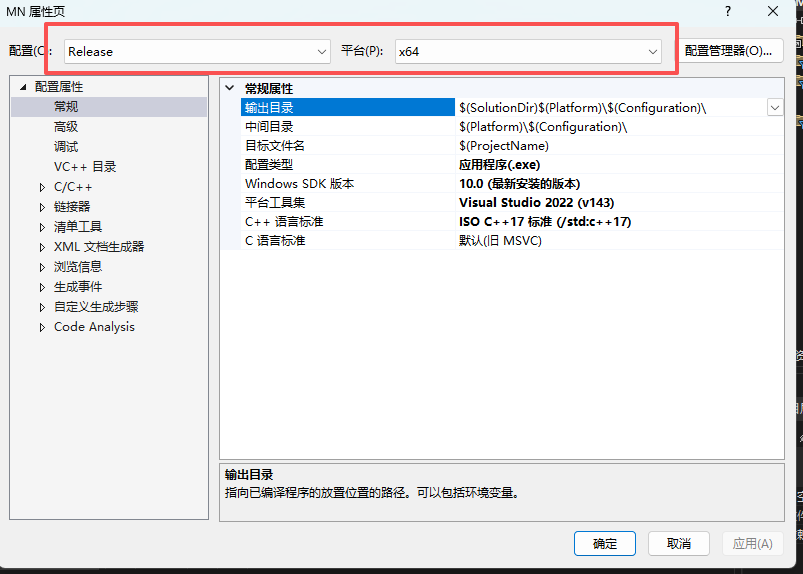 MN 属性页
配置(C): Release 平台(P): x64 配置管理器(O)...
配置属性
常规
高级
调试
VC++ 目录
C/C++
链接器
清单工具
XML 文档生成器
浏览信息
生成事件
自定义生成步骤
Code Analysis
常规属性
输出目录 $(SolutionDir)$(Platform)\$(Configuration)\
中间目录 $(Platform)\$(Configuration)\
目标文件名 $(ProjectName)
配置类型 应用程序(.exe)
Windows SDK 版本 10.0 (最新安装的版本)
平台工具集 Visual Studio 2022 (v143)
C++ 语言标准 ISO C++17 标准 (/std:c++17)
C 语言标准 默认(旧 MSVC)
输出目录
指向已编译程序的放置位置的路径。可以包括环境变量。
确定 取消 应用(A)